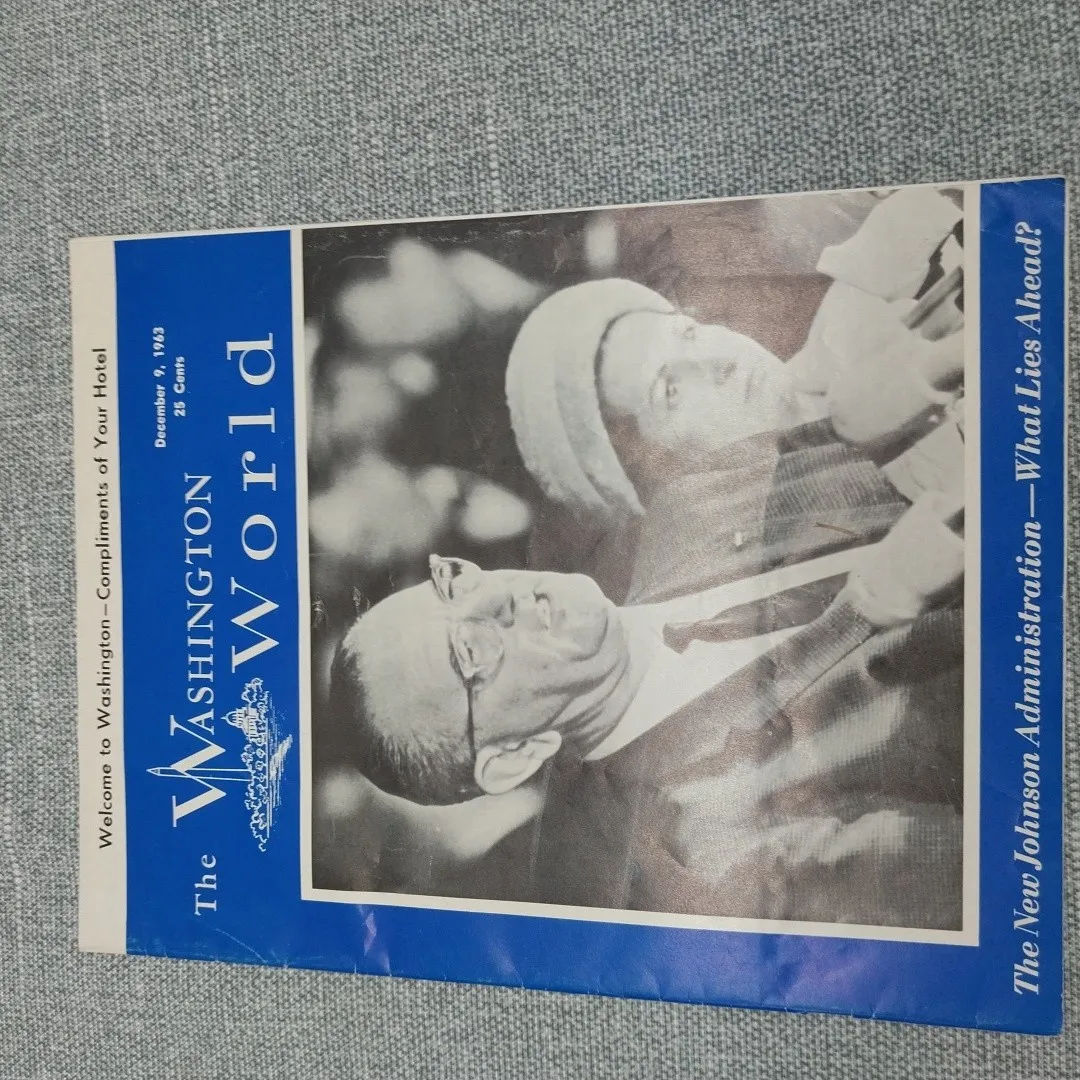 Welcome to Washington—Compliments of Your Hotel
December 9, 1963
25 Cents
The WASHINGTON
World
The New Johnson Administration—What Lies Ahead?